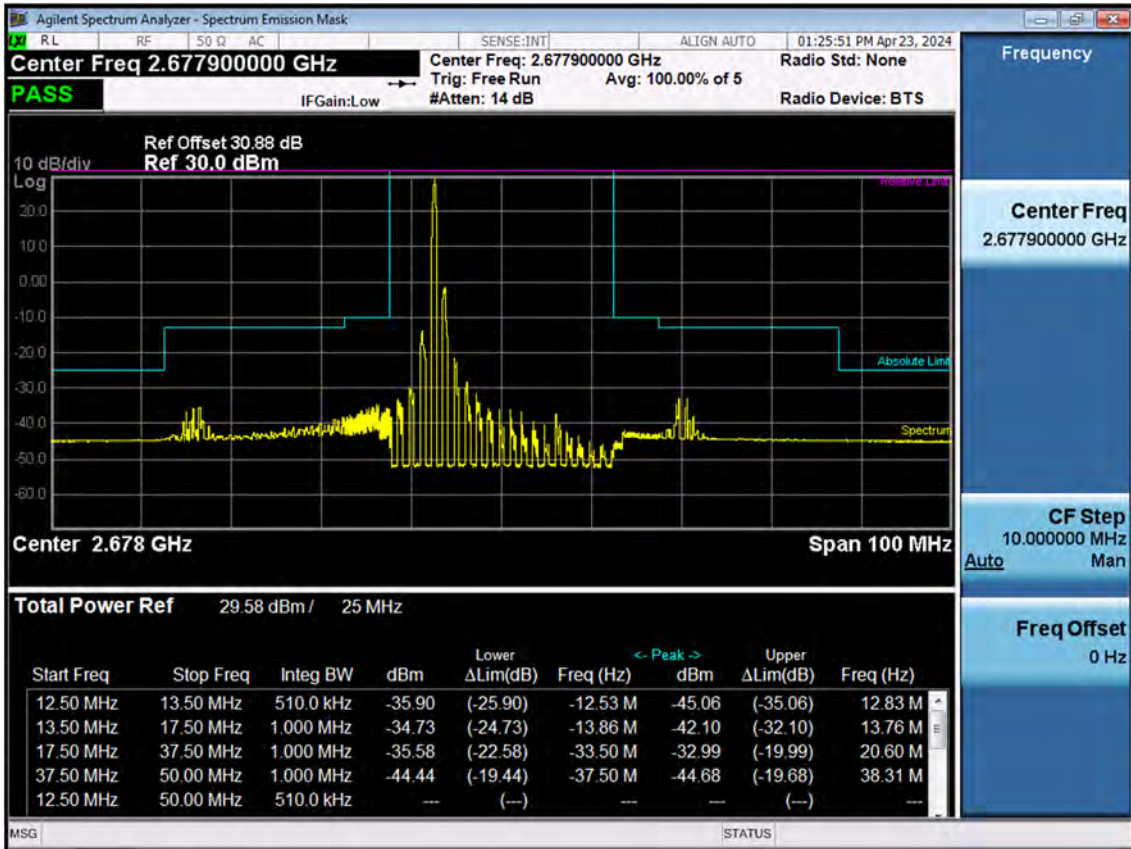 Agilent Spectrum Analyzer - Spectrum Emission Mask
LXI RL RF 50 Ω AC SENSE:INT ALIGN AUTO 01:25:51 PM Apr 23, 2024
Center Freq 2.677900000 GHz Center Freq: 2.677900000 GHz Radio Std: None
Trig: Free Run Avg: 100.00% of 5
PASS IFGain:Low #Atten: 14 dB Radio Device: BTS
Ref Offset 30.88 dB
10 dB/div Ref 30.0 dBm
Log
Relative Limit
20.0
10.0
0.00
-10.0
-20.0
Absolute Limit
-30.0
-40.0
Spectrum
-50.0
-60.0
Center 2.678 GHz Span 100 MHz
Total Power Ref 29.58 dBm / 25 MHz
Lower <- Peak -> Upper
Start Freq Stop Freq Integ BW dBm ΔLim(dB) Freq (Hz) dBm ΔLim(dB) Freq (Hz)
12.50 MHz 13.50 MHz 510.0 kHz -35.90 (-25.90) -12.53 M -45.06 (-35.06) 12.83 M
13.50 MHz 17.50 MHz 1.000 MHz -34.73 (-24.73) -13.86 M -42.10 (-32.10) 13.76 M
17.50 MHz 37.50 MHz 1.000 MHz -35.58 (-22.58) -33.50 M -32.99 (-19.99) 20.60 M
37.50 MHz 50.00 MHz 1.000 MHz -44.44 (-19.44) -37.50 M -44.68 (-19.68) 38.31 M
12.50 MHz 50.00 MHz 510.0 kHz --- (---) --- --- (---) ---
MSG STATUS
Frequency
Center Freq
2.677900000 GHz
CF Step
10.000000 MHz
Auto Man
Freq Offset
0 Hz